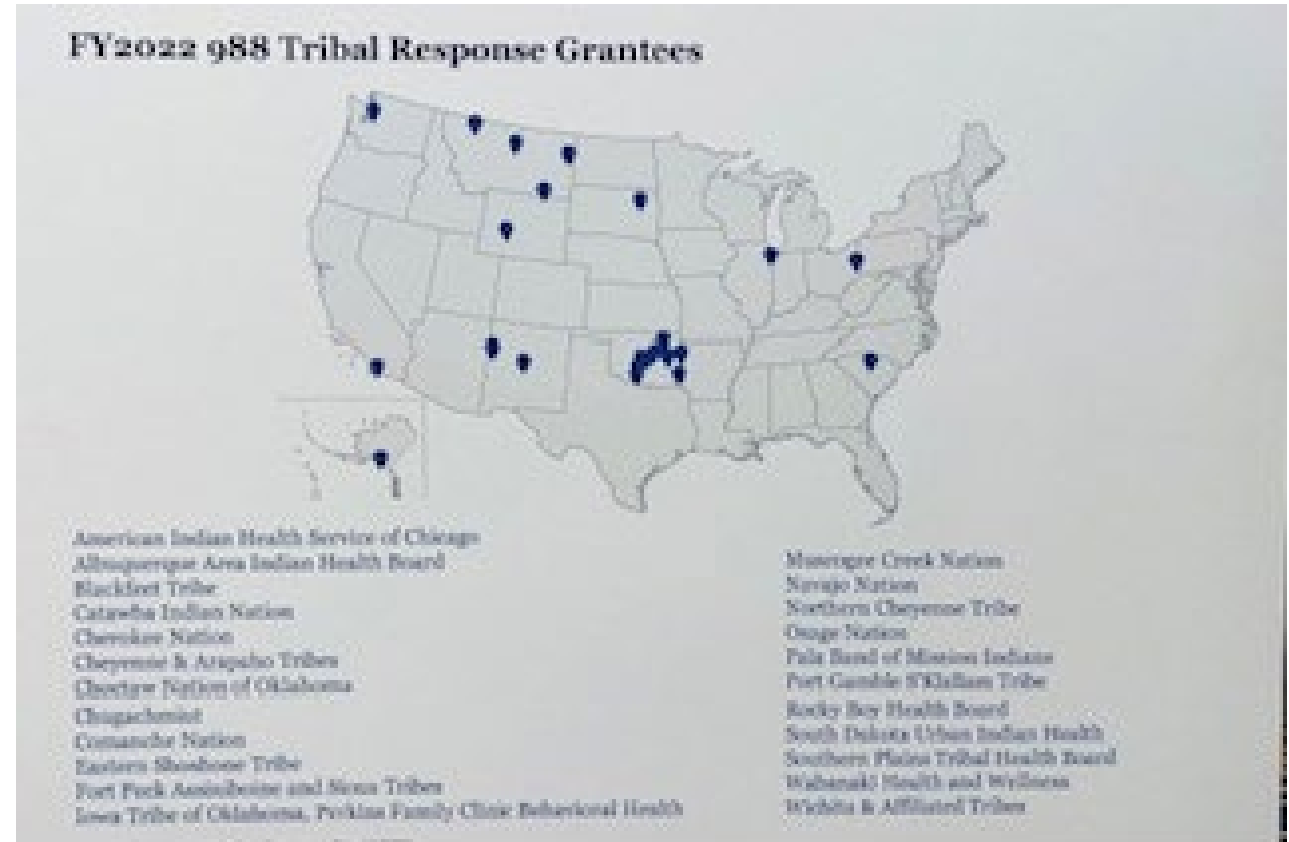 FY2022 988 Tribal Response Grantees
American Indian Health Service of Chicago
Albuquerque Area Indian Health Board
Blackfeet Tribe
Catawba Indian Nation
Cherokee Nation
Cheyenne & Arapaho Tribes
Choctaw Nation of Oklahoma
Chugachmiut
Comanche Nation
Eastern Shoshone Tribe
Fort Peck Assiniboine and Sioux Tribes
Iowa Tribe of Oklahoma, Perkins Family Clinic Behavioral Health
Muscogee Creek Nation
Navajo Nation
Northern Cheyenne Tribe
Osage Nation
Pala Band of Mission Indians
Port Gamble S'Klallam Tribe
Rocky Boy Health Board
South Dakota Urban Indian Health
Southern Plains Tribal Health Board
Wabanaki Health and Wellness
Wichita & Affiliated Tribes